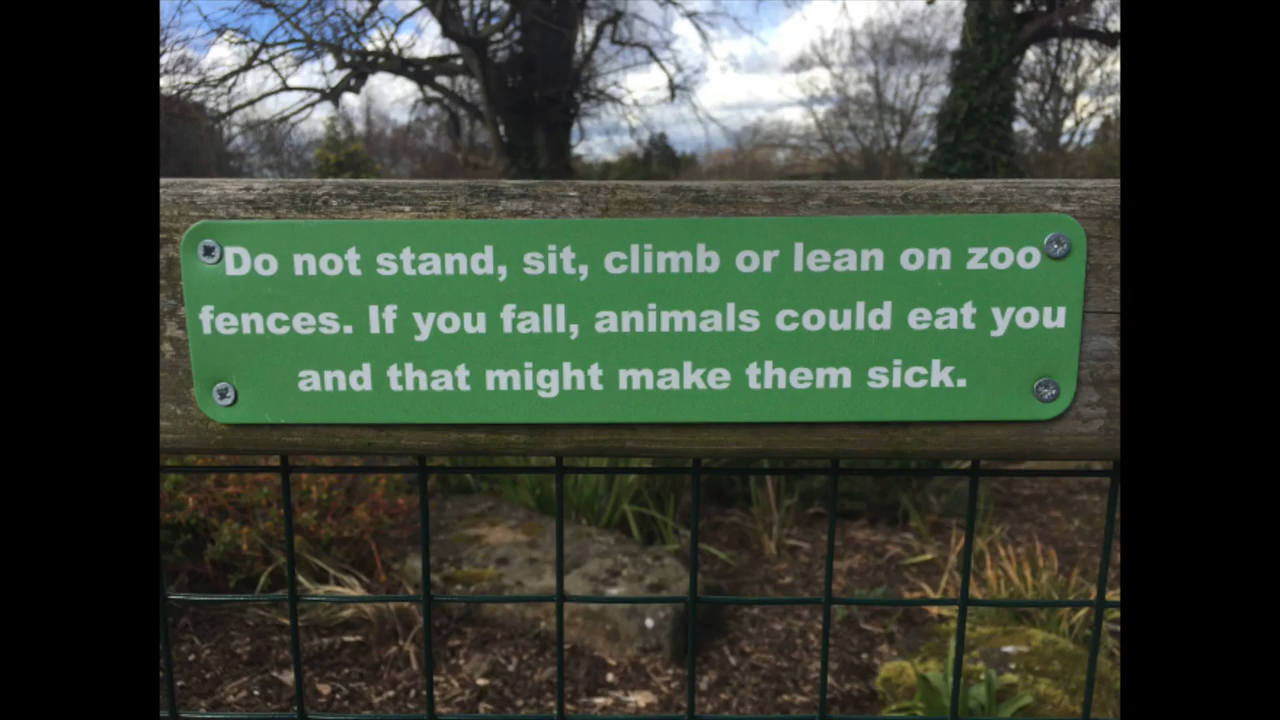 Do not stand, sit, climb or lean on zoo
fences. If you fall, animals could eat you
and that might make them sick.